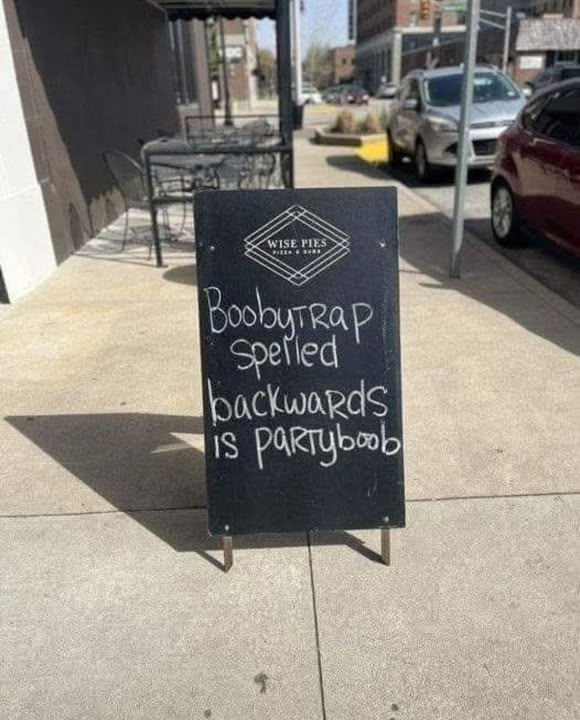 WISE PIES
PIZZA & SUBS
BoobyTRap
spelled
backwaRds
is paRTyboob